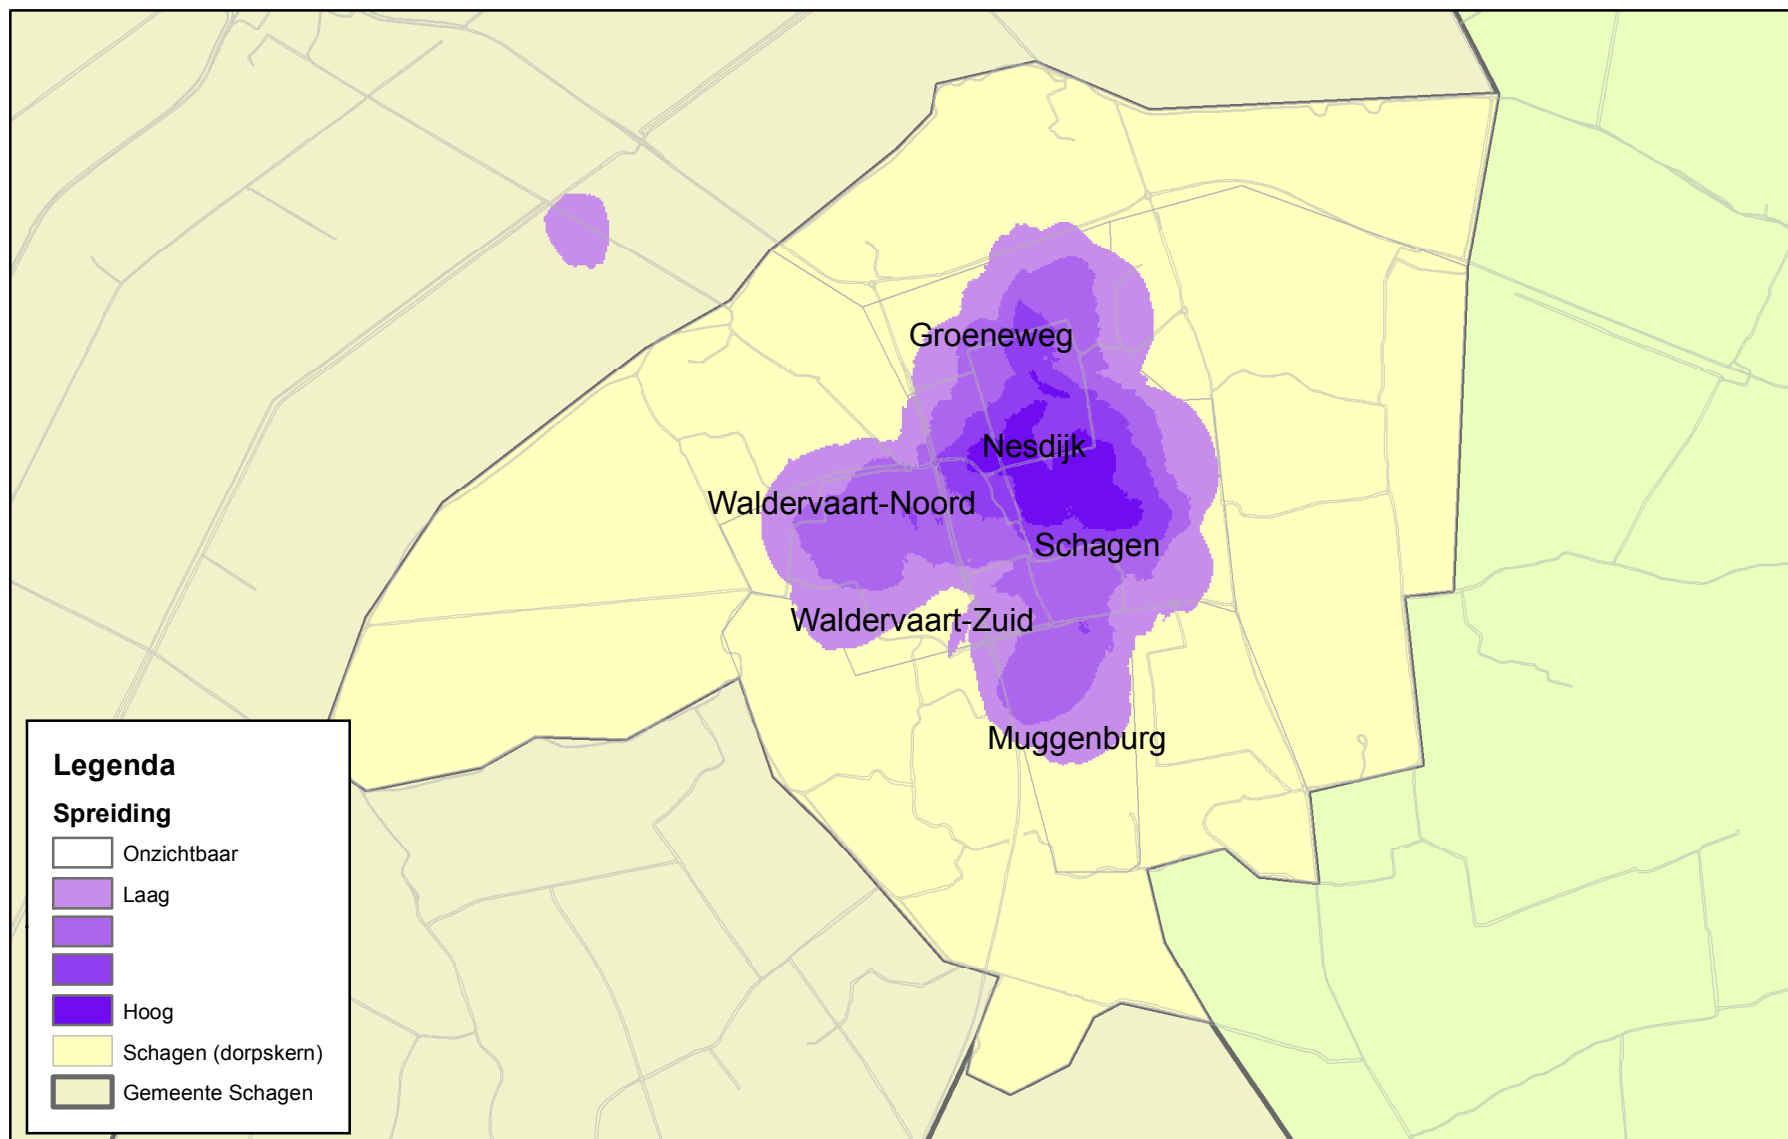 Groeneweg
Nesdijk
Waldervaart-Noord
Schagen
Waldervaart-Zuid
Muggenburg
Legenda
Spreiding
Onzichtbaar
Laag
Hoog
Schagen (dorpskern)
Gemeente Schagen